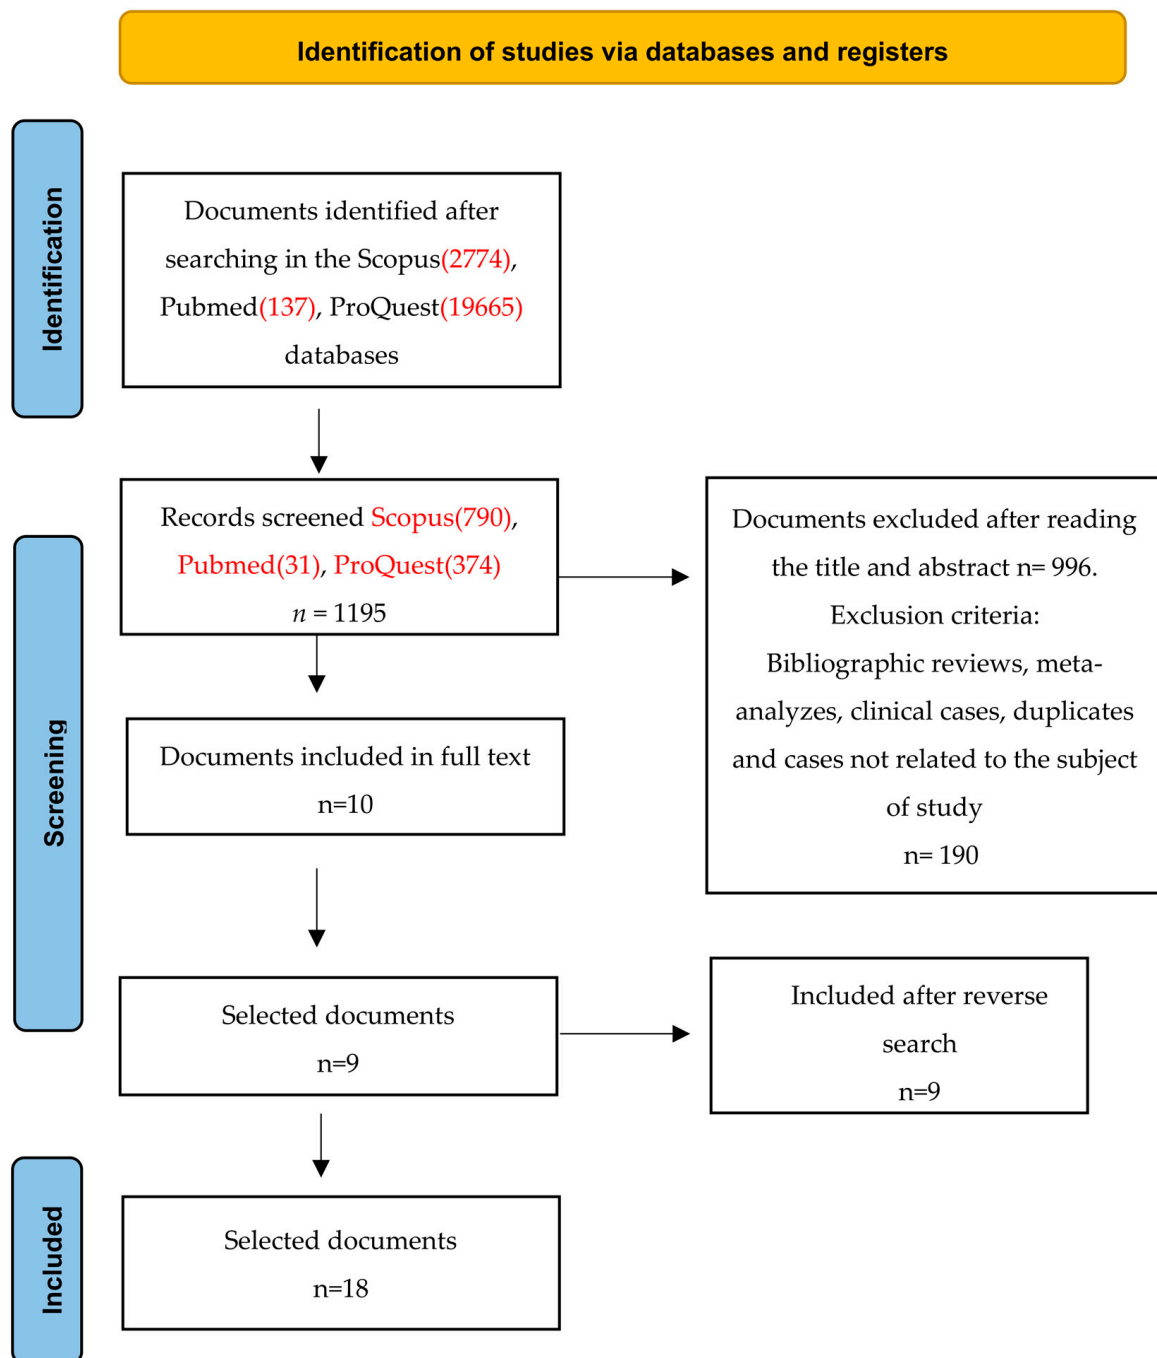 Identification of studies via databases and registers
Identification
Documents identified after
searching in the Scopus(2774),
Pubmed(137), ProQuest(19665)
databases
Screening
Records screened Scopus(790),
Pubmed(31), ProQuest(374)
n = 1195
Documents excluded after reading
the title and abstract n= 996.
Exclusion criteria:
Bibliographic reviews, meta-
analyzes, clinical cases, duplicates
and cases not related to the subject
of study
n= 190
Documents included in full text
n=10
Selected documents
n=9
Included after reverse
search
n=9
Included
Selected documents
n=18